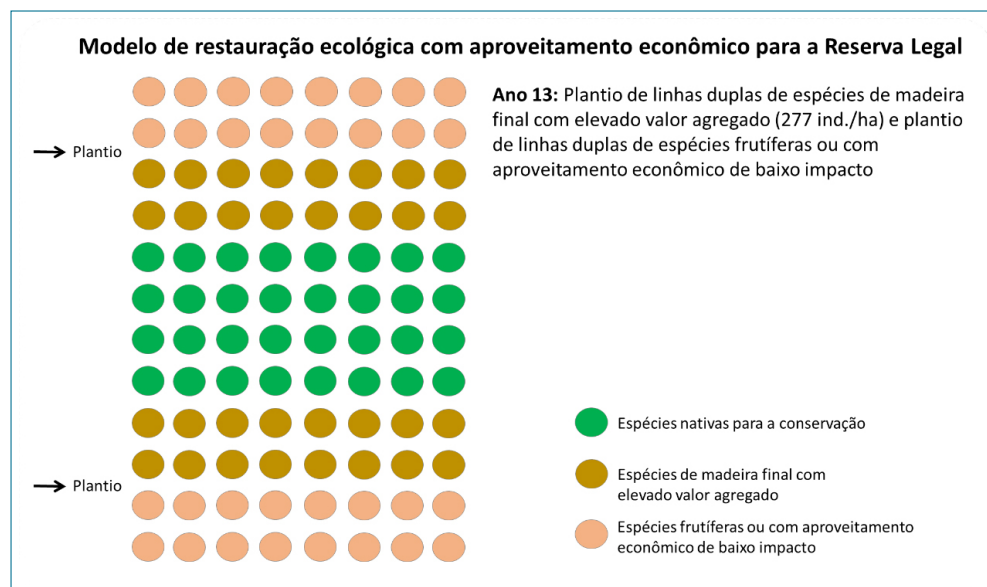 Modelo de restauração ecológica com aproveitamento econômico para a Reserva Legal
Ano 13: Plantio de linhas duplas de espécies de madeira
final com elevado valor agregado (277 ind./ha) e plantio
de linhas duplas de espécies frutíferas ou com
aproveitamento econômico de baixo impacto
Plantio
Plantio
Espécies nativas para a conservação
Espécies de madeira final com
elevado valor agregado
Espécies frutíferas ou com aproveitamento
econômico de baixo impacto